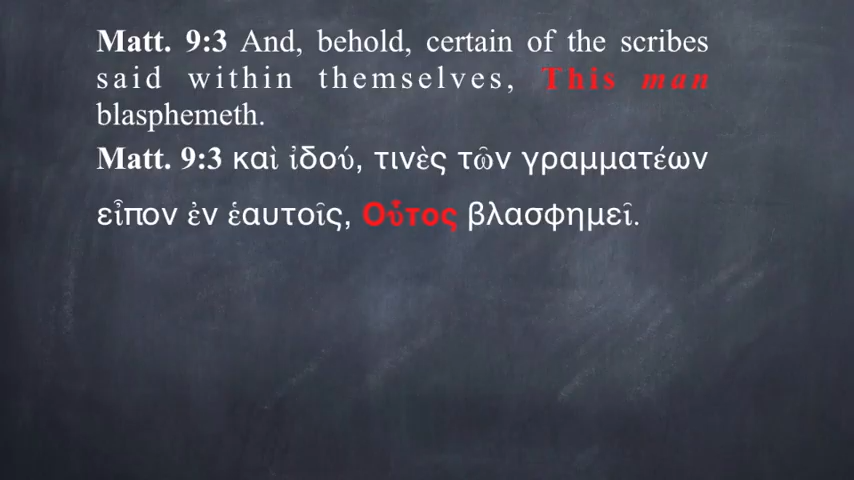 Matt. 9:3 And, behold, certain of the scribes
said within themselves, This man
blasphemeth.
Matt. 9:3 καὶ ἰδού, τινὲς τῶν γραμματέων
εἶπον ἐν ἑαυτοῖς, Οὗτος βλασφημεῖ.